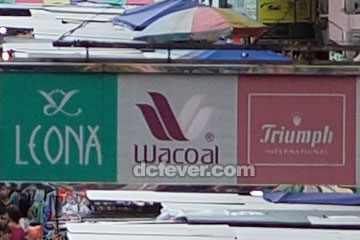 LEONA
Wacoal®
Triumph
INTERNATIONAL
dcfever.com